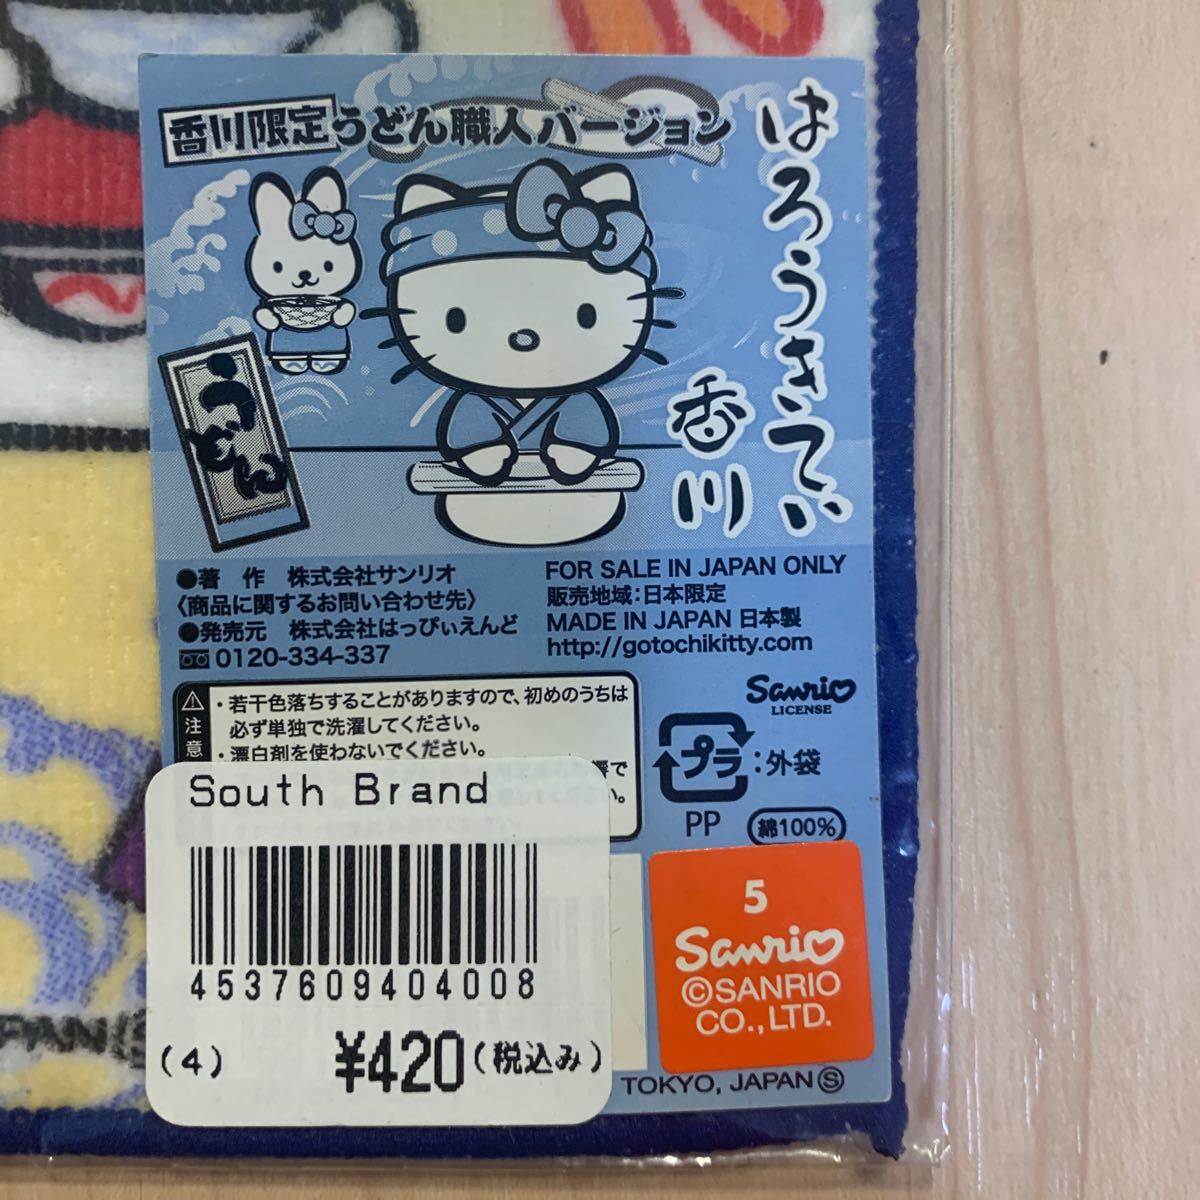 香川限定うどん職人バージョン
はろうきてぃ
香川
うどん
●著 作 株式会社サンリオ
〈商品に関するお問い合わせ先〉
●発売元 株式会社はっぴぃえんど
0120-334-337
FOR SALE IN JAPAN ONLY
販売地域:日本限定
MADE IN JAPAN 日本製
http://gotochikitty.com
Sanrio
LICENSE
注意
・若干色落ちすることがありますので、初めのうちは
必ず単独で洗濯してください。
・漂白剤を使わないでください。
プラ:外袋
PP
綿100%
South Brand
4537609404008
(4)
¥420(税込み)
5
Sanrio
©SANRIO
CO.,LTD.
TOKYO, JAPAN Ⓢ